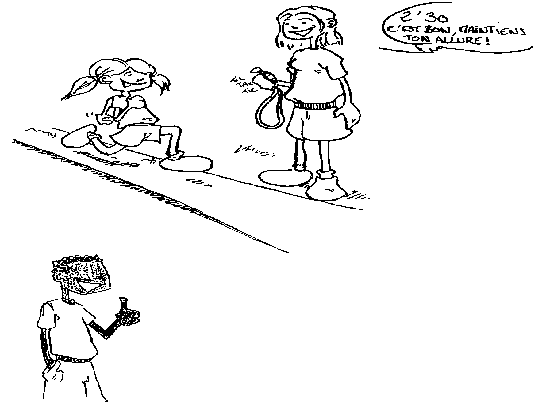 2'30
C'EST BON, MAINTIENS
TON ALLURE!